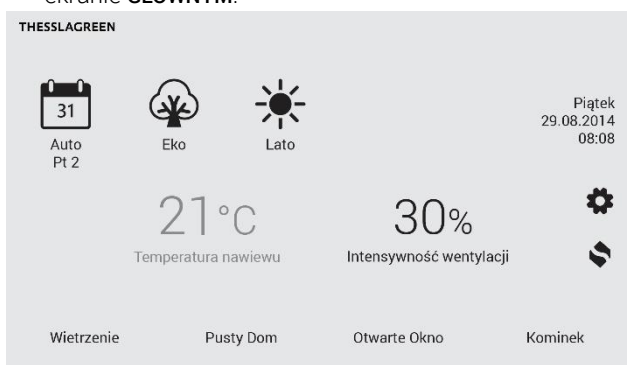 ekranie GŁÓWNYM.
THESSLAGREEN
31
Auto
Pt 2
Eko
Lato
Piątek
29.08.2014
08:08
21°C
Temperatura nawiewu
30%
Intensywność wentylacji
Wietrzenie
Pusty Dom
Otwarte Okno
Kominek